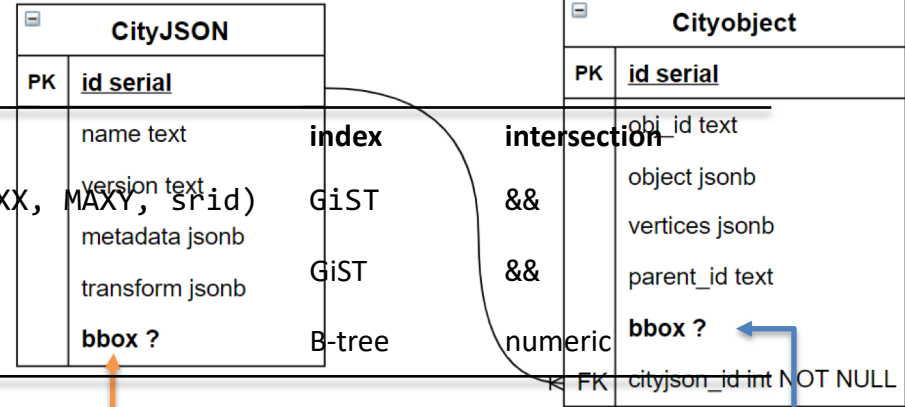 CityJSON
PK id serial
name text
version text
metadata jsonb
transform jsonb
bbox ?
index intersection
XX, MAXY, srid) GiST &&
GiST &&
B-tree numeric
Cityobject
PK id serial
obj_id text
object jsonb
vertices jsonb
parent_id text
bbox ?
FK cityjson_id int NOT NULL